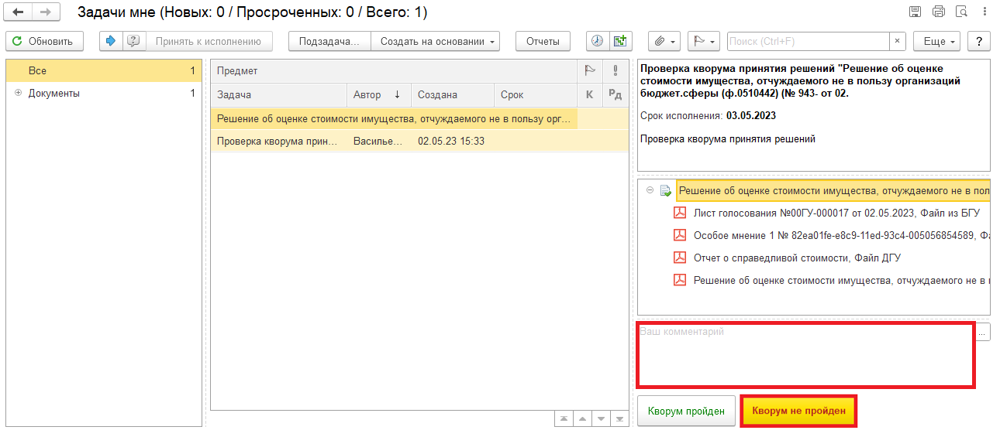 Задачи мне (Новых: 0 / Просроченных: 0 / Всего: 1)
Обновить
Принять к исполнению
Подзадача...
Создать на основании
Отчеты
Поиск (Ctrl+F)
×
Еще
?
Все 1
Документы 1
Предмет
Задача Автор ↓ Создана Срок К Рд
Решение об оценке стоимости имущества, отчуждаемого не в пользу орг...
Проверка кворума прин... Василье... 02.05.23 15:33
Проверка кворума принятия решений "Решение об оценке
стоимости имущества, отчуждаемого не в пользу организаций
бюджет.сферы (ф.0510442) (№ 943- от 02.
Срок исполнения: 03.05.2023
Проверка кворума принятия решений
Решение об оценке стоимости имущества, отчуждаемого не в пол
Лист голосования №00ГУ-000017 от 02.05.2023, Файл из БГУ
Особое мнение 1 № 82ea01fe-e8c9-11ed-93c4-005056854589, Фа
Отчет о справедливой стоимости, Файл ДГУ
Решение об оценке стоимости имущества, отчуждаемого не в п
Ваш комментарий
...
Кворум пройден
Кворум не пройден